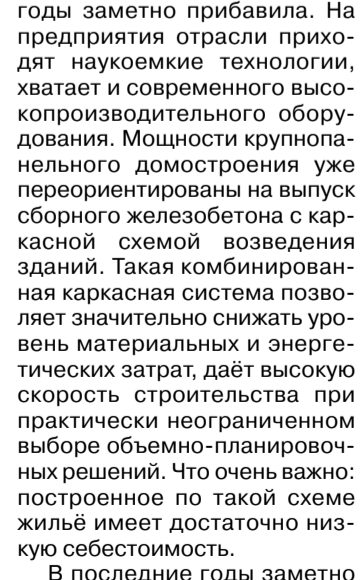 годы заметно прибавила. На
предприятия отрасли прихо-
дят наукоемкие технологии,
хватает и современного высо-
копроизводительного обору-
дования. Мощности крупнопа-
нельного домостроения уже
переориентированы на выпуск
сборного железобетона с кар-
касной схемой возведения
зданий. Такая комбинирован-
ная каркасная система позво-
ляет значительно снижать уро-
вень материальных и энерге-
тических затрат, даёт высокую
скорость строительства при
практически неограниченном
выборе объемно-планировоч-
ных решений. Что очень важно:
построенное по такой схеме
жильё имеет достаточно низ-
кую себестоимость.
В последние годы заметно